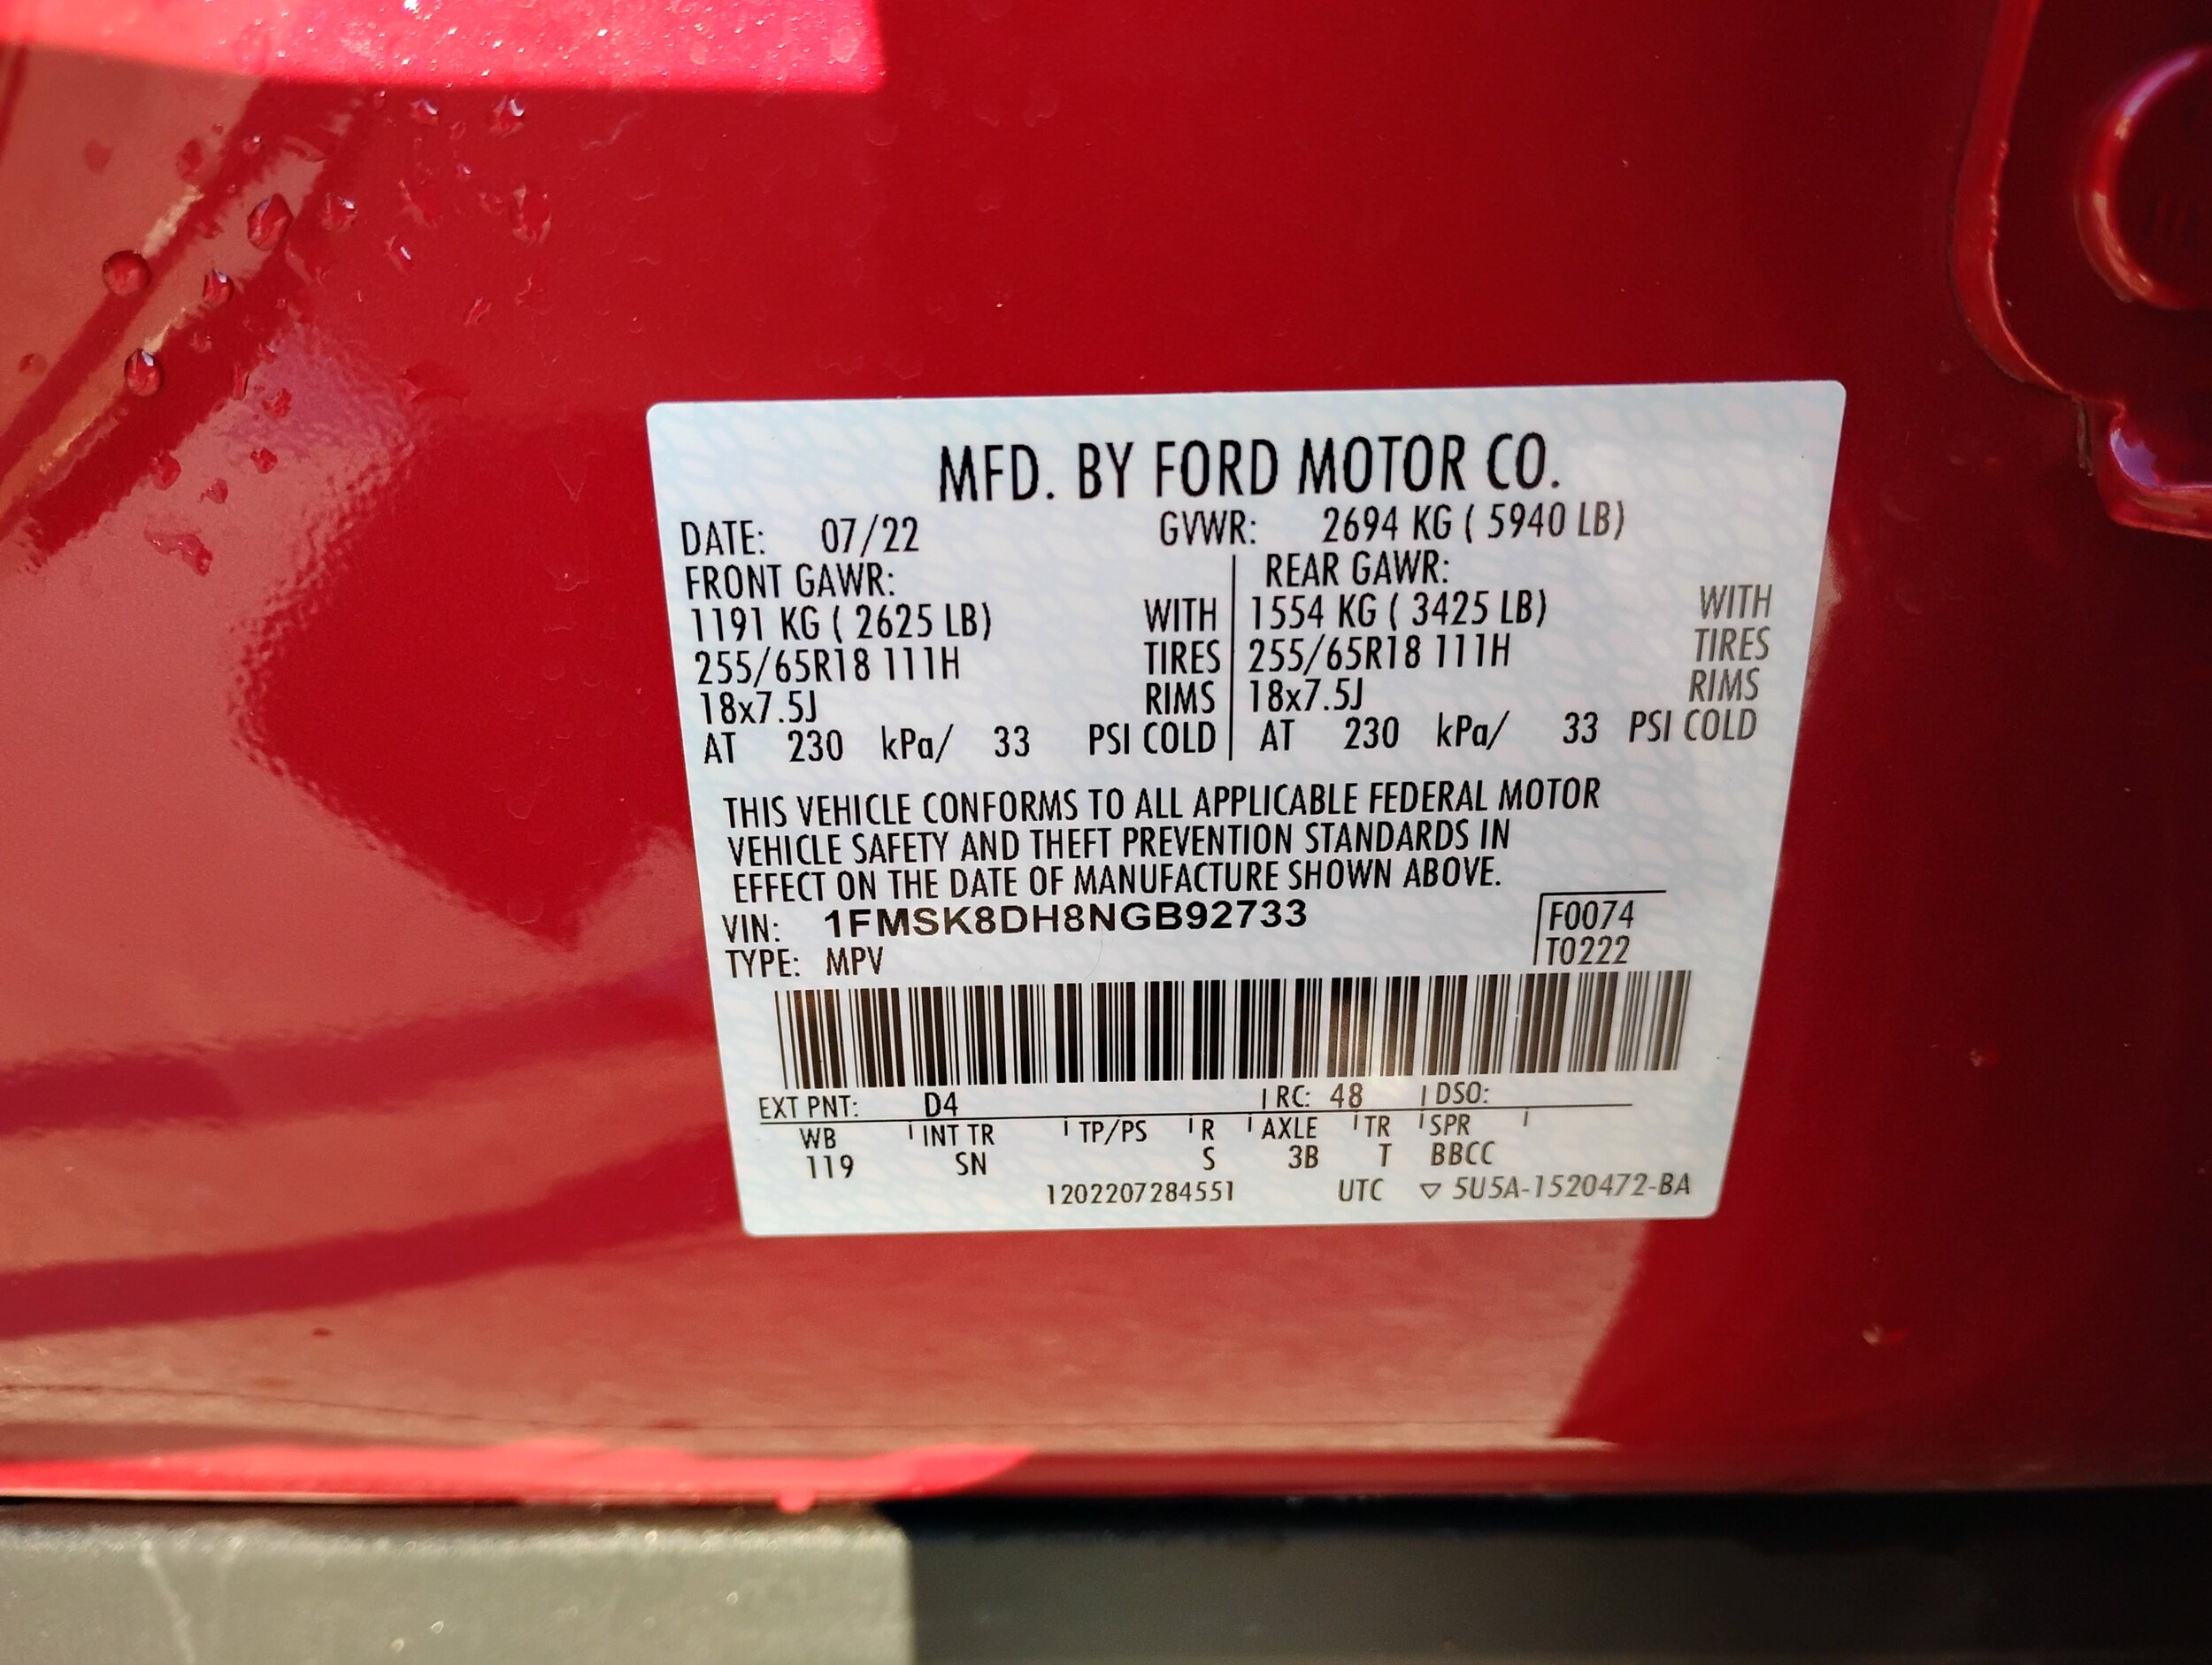 MFD. BY FORD MOTOR CO.
DATE: 07/22 GVWR: 2694 KG ( 5940 LB)
FRONT GAWR: REAR GAWR:
1191 KG ( 2625 LB) WITH 1554 KG ( 3425 LB) WITH
255/65R18 111H TIRES 255/65R18 111H TIRES
18x7.5J RIMS 18x7.5J RIMS
AT 230 kPa/ 33 PSI COLD AT 230 kPa/ 33 PSI COLD
THIS VEHICLE CONFORMS TO ALL APPLICABLE FEDERAL MOTOR
VEHICLE SAFETY AND THEFT PREVENTION STANDARDS IN
EFFECT ON THE DATE OF MANUFACTURE SHOWN ABOVE.
VIN: 1FMSK8DH8NGB92733 F0074
TYPE: MPV T0222
EXT PNT: D4 RC: 48 DSO:
WB INT TR TP/PS R AXLE TR SPR
119 SN S 3B T BBCC
1202207284551 UTC ▽ 5U5A-1520472-BA